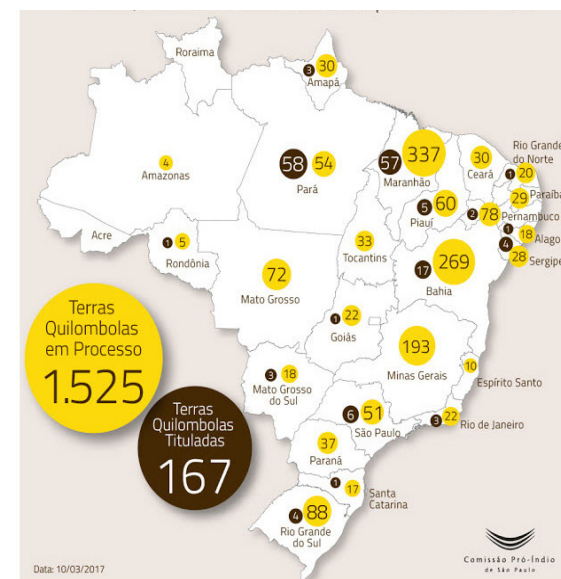 Roraima
3
30
Amapá
4
Amazonas
58
54
Pará
57
337
Maranhão
30
Ceará
Rio Grande
do Norte
1
20
29
Paraíba
5
60
Piauí
2
78
Pernambuco
1
18
Alago
4
28
Sergipe
Acre
1
5
Rondônia
33
Tocantins
17
269
Bahia
72
Mato Grosso
1
22
Goiás
193
Minas Gerais
10
Espírito Santo
Terras
Quilombolas
em Processo
1.525
3
18
Mato Grosso
do Sul
Terras
Quilombolas
Tituladas
167
6
51
São Paulo
3
22
Rio de Janeiro
37
Paraná
1
17
Santa
Catarina
4
88
Rio Grande
do Sul
Data: 10/03/2017
Comissão Pró-Índio
de São Paulo